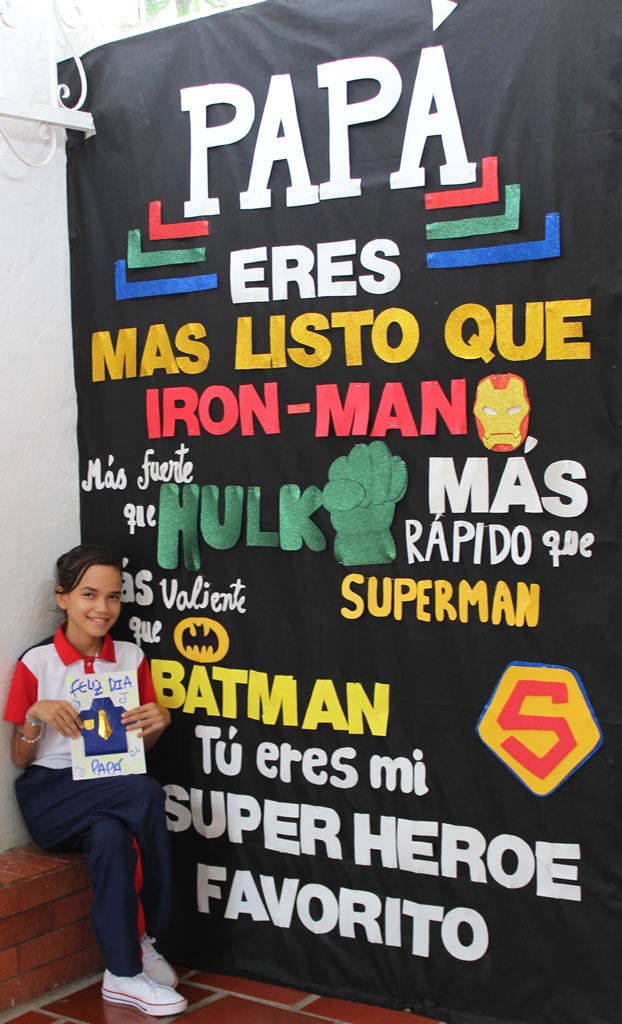 PAPÁ
ERES
MAS LISTO QUE
IRON-MAN,
Más fuerte
que
HULK
MÁS
RÁPIDO que
SUPERMAN
Más valiente
que
BATMAN
S
Tú eres mi
SUPER HEROE
FAVORITO
FELIZ DIA
PAPÁ